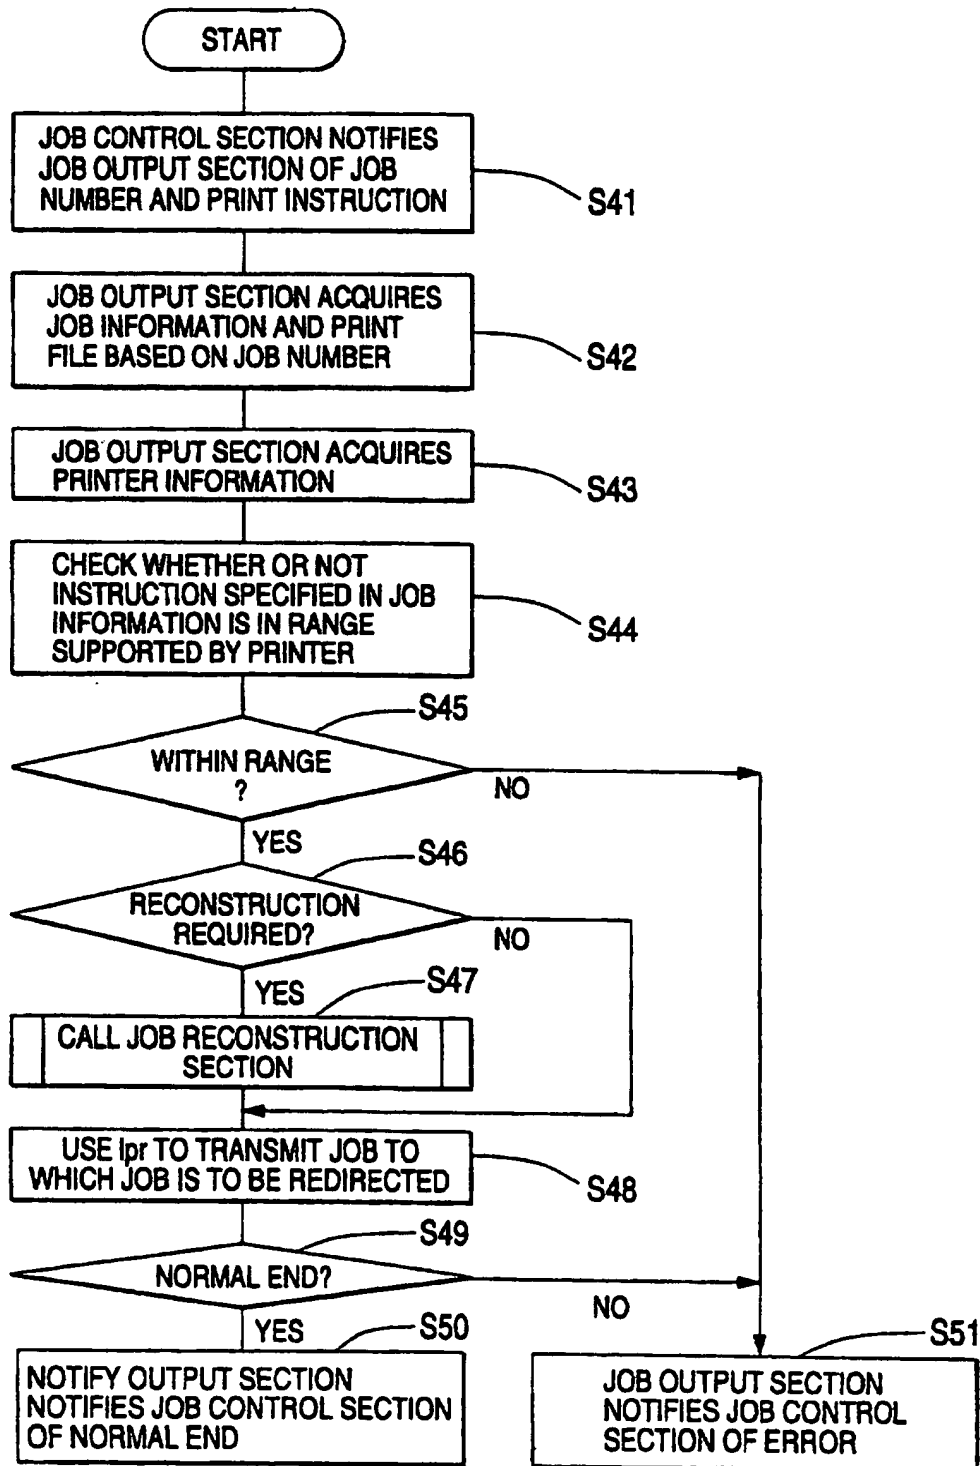 START
JOB CONTROL SECTION NOTIFIES
JOB OUTPUT SECTION OF JOB
NUMBER AND PRINT INSTRUCTION
S41
JOB OUTPUT SECTION ACQUIRES
JOB INFORMATION AND PRINT
FILE BASED ON JOB NUMBER
S42
JOB OUTPUT SECTION ACQUIRES
PRINTER INFORMATION
S43
CHECK WHETHER OR NOT
INSTRUCTION SPECIFIED IN JOB
INFORMATION IS IN RANGE
SUPPORTED BY PRINTER
S44
S45
WITHIN RANGE
?
NO
YES
S46
RECONSTRUCTION
REQUIRED?
NO
YES
S47
CALL JOB RECONSTRUCTION
SECTION
USE lpr TO TRANSMIT JOB TO
WHICH JOB IS TO BE REDIRECTED
S48
S49
NORMAL END?
NO
YES
S50
NOTIFY OUTPUT SECTION
NOTIFIES JOB CONTROL SECTION
OF NORMAL END
S51
JOB OUTPUT SECTION
NOTIFIES JOB CONTROL
SECTION OF ERROR